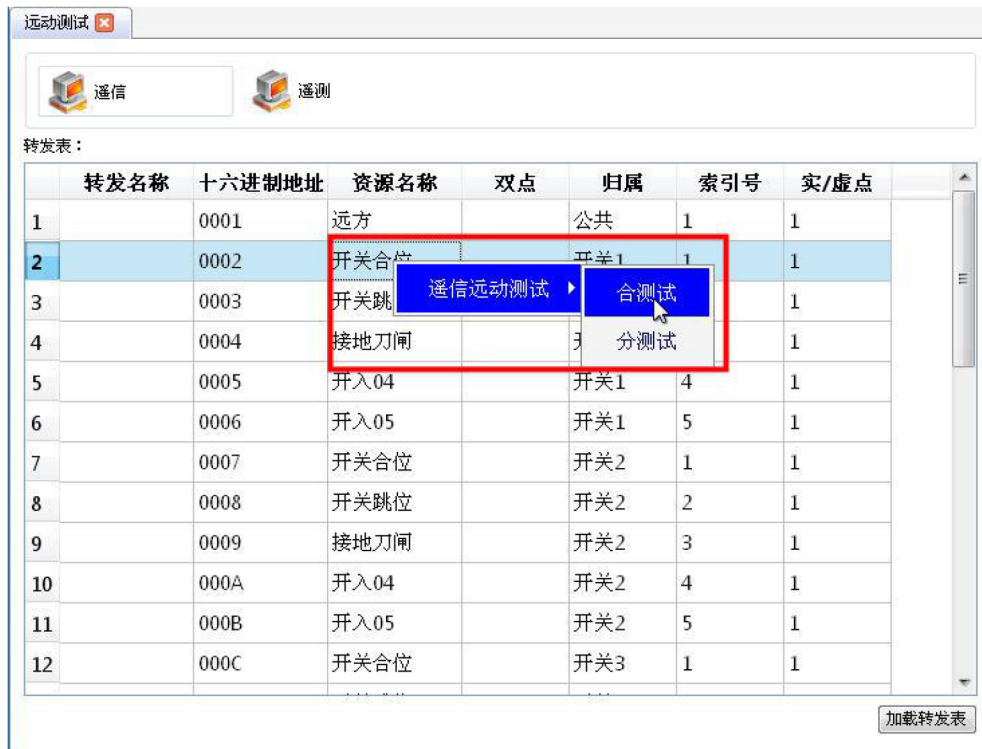 远动测试
遥信 遥测
转发表：
转发名称 十六进制地址 资源名称 双点 归属 索引号 实/虚点
1 0001 远方 公共 1 1
2 0002 开关合位 开关1 1 1
3 0003 开关跳 遥信远动测试 合测试 1
4 0004 接地刀闸 分测试 1
5 0005 开入04 开关1 4 1
6 0006 开入05 开关1 5 1
7 0007 开关合位 开关2 1 1
8 0008 开关跳位 开关2 2 1
9 0009 接地刀闸 开关2 3 1
10 000A 开入04 开关2 4 1
11 000B 开入05 开关2 5 1
12 000C 开关合位 开关3 1 1
加载转发表